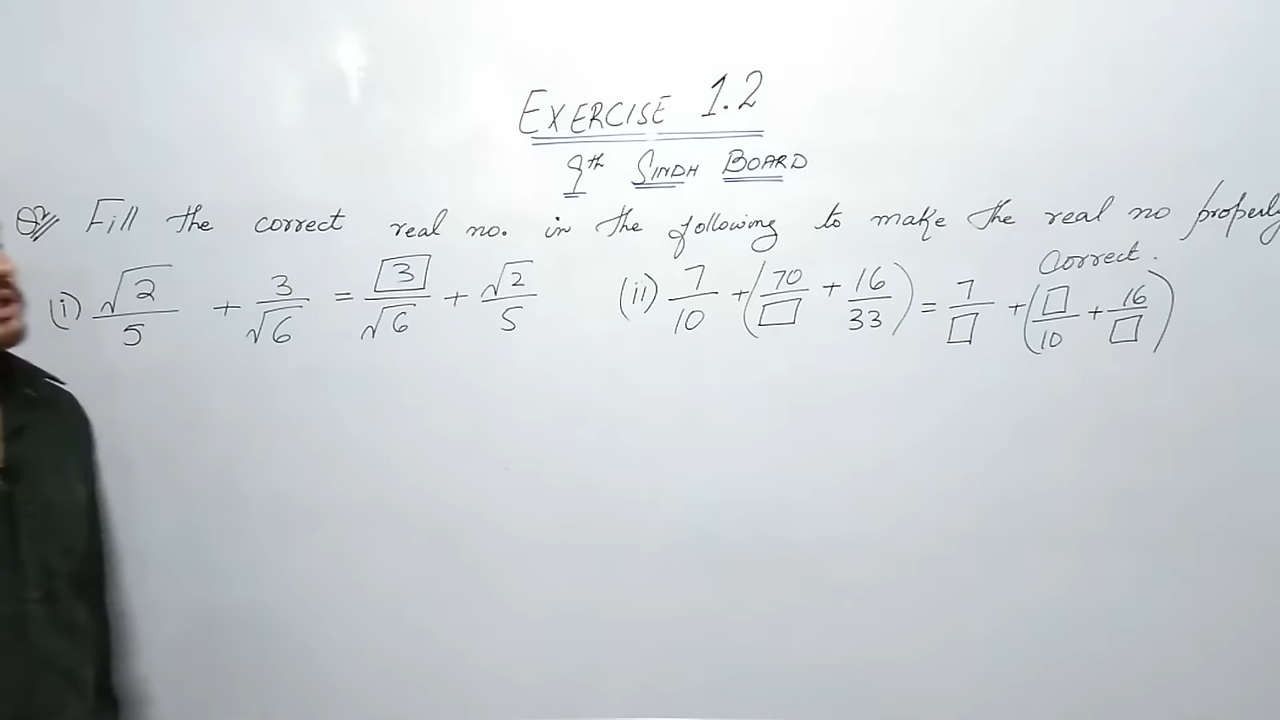 EXERCISE 1.2
9th SINDH BOARD
Q2 Fill the correct real no. in the following to make the real no properly correct.
(i) √2/5 + 3/√6 = [3]/√6 + √2/5 (ii) 7/10 + (70/□ + 16/33) = 7/□ + (□/10 + 16/□)